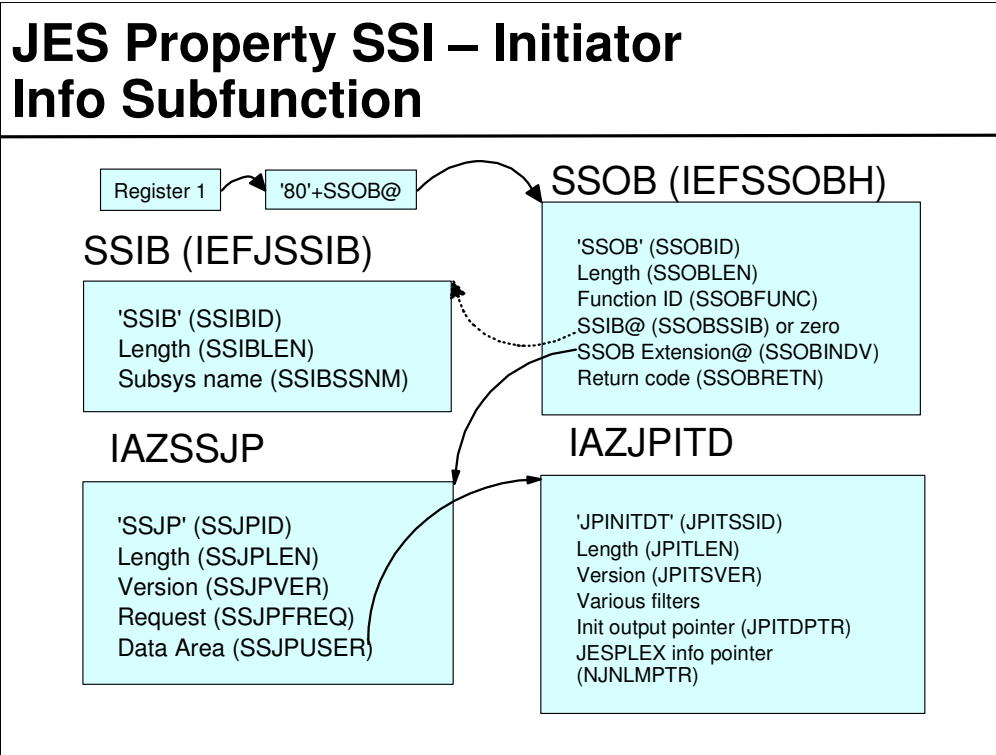 JES Property SSI – Initiator
Info Subfunction
Register 1
'80'+SSOB@
SSOB (IEFSSOBH)
'SSOB' (SSOBID)
Length (SSOBLEN)
Function ID (SSOBFUNC)
SSIB@ (SSOBSSIB) or zero
SSOB Extension@ (SSOBINDV)
Return code (SSOBRETN)
SSIB (IEFJSSIB)
'SSIB' (SSIBID)
Length (SSIBLEN)
Subsys name (SSIBSSNM)
IAZSSJP
'SSJP' (SSJPID)
Length (SSJPLEN)
Version (SSJPVER)
Request (SSJPFREQ)
Data Area (SSJPUSER)
IAZJPITD
'JPINITDT' (JPITSSID)
Length (JPITLEN)
Version (JPITSVER)
Various filters
Init output pointer (JPITDPTR)
JESPLEX info pointer
(NJNLMPTR)